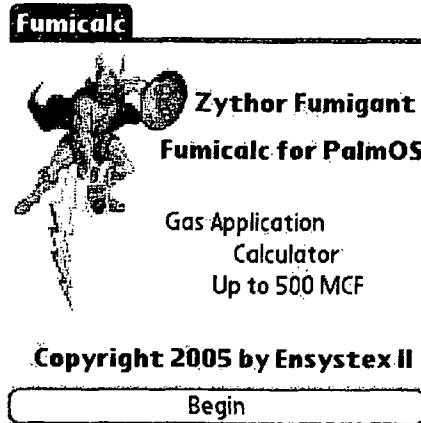 Fumicalc
Zythor Fumigant
Fumicalc for PalmOS
Gas Application
Calculator
Up to 500 MCF
Copyright 2005 by Ensystex II
Begin